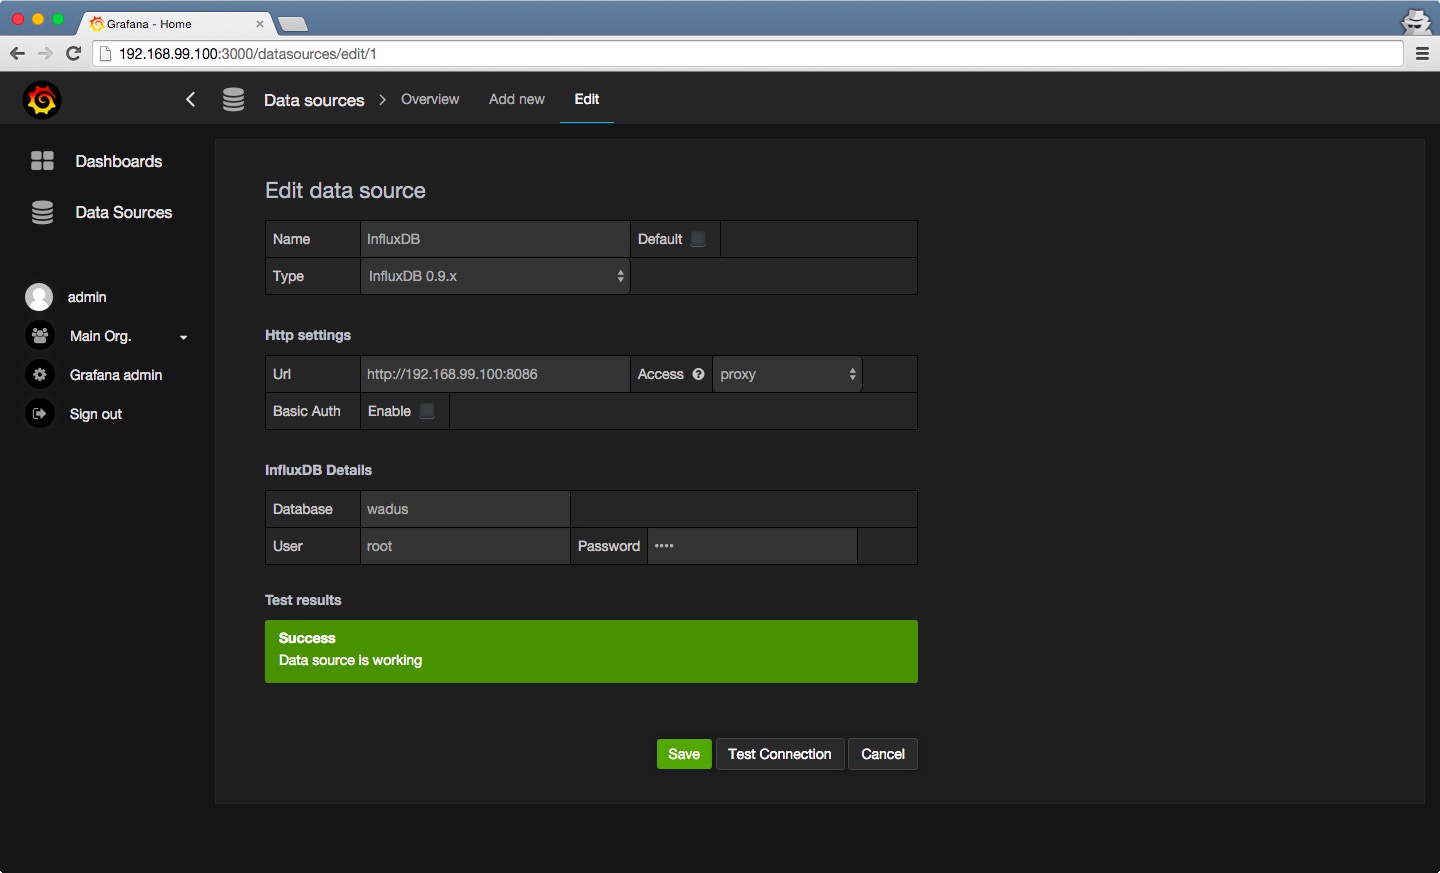 Grafana - Home
192.168.99.100:3000/datasources/edit/1
Data sources > Overview Add new Edit
Dashboards
Data Sources
admin
Main Org.
Grafana admin
Sign out
Edit data source
Name InfluxDB Default
Type InfluxDB 0.9.x
Http settings
Url http://192.168.99.100:8086 Access ? proxy
Basic Auth Enable
InfluxDB Details
Database wadus
User root Password ••••
Test results
Success
Data source is working
Save Test Connection Cancel